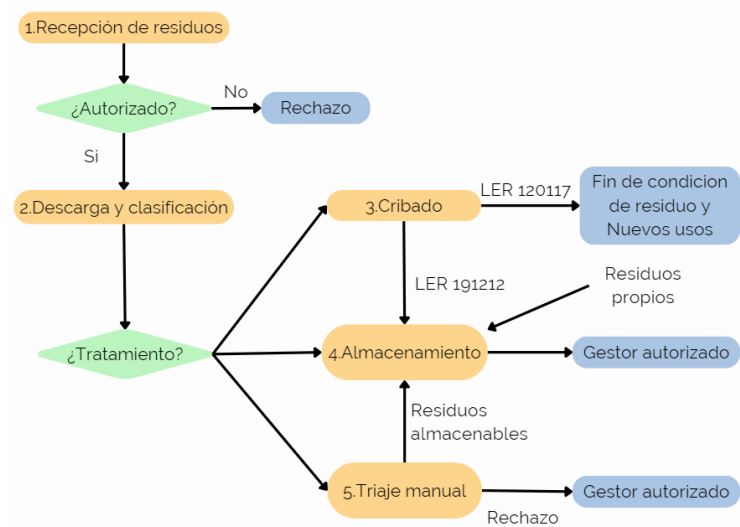 1.Recepción de residuos
¿Autorizado?
No
Rechazo
Si
2.Descarga y clasificación
3.Cribado
LER 120117
Fin de condicion
de residuo y
Nuevos usos
LER 191212
Residuos
propios
¿Tratamiento?
4.Almacenamiento
Gestor autorizado
Residuos
almacenables
5.Triaje manual
Rechazo
Gestor autorizado